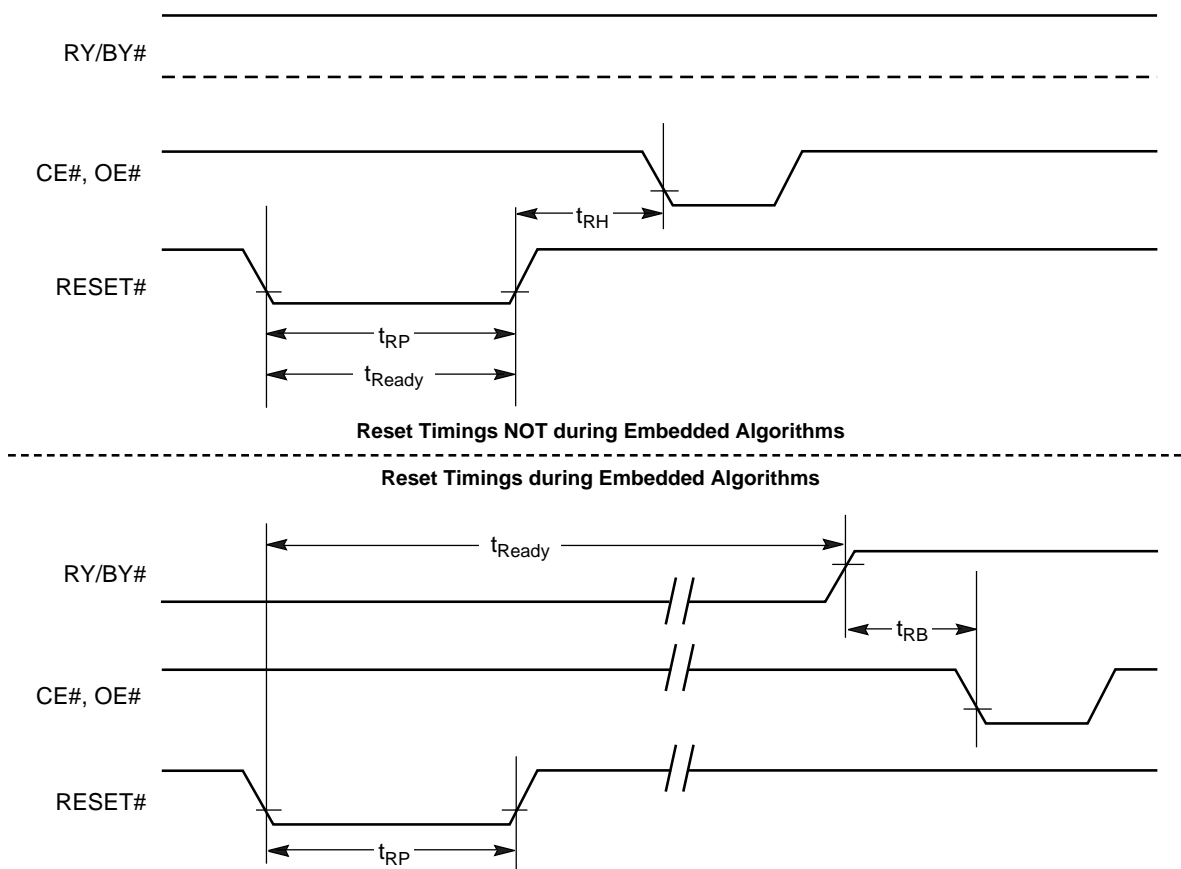 RY/BY#
CE#, OE#
tRH
RESET#
tRP
tReady
Reset Timings NOT during Embedded Algorithms
Reset Timings during Embedded Algorithms
tReady
RY/BY#
tRB
CE#, OE#
RESET#
tRP